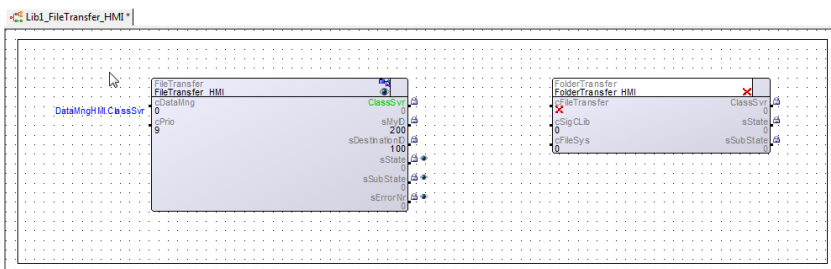 Lib1_FileTransfer_HMI *
FileTransfer
FileTransfer_HMI
DataMngHMI.ClassSvr
cDataMng
0
cPrio
9
ClassSvr
0
sMyID
200
sDestinationID
100
sState
0
sSubState
0
sErrorNr
0
FolderTransfer
FolderTransfer_HMI
cFileTransfer
cSigCLib
0
cFileSys
0
ClassSvr
0
sState
0
sSubState
0